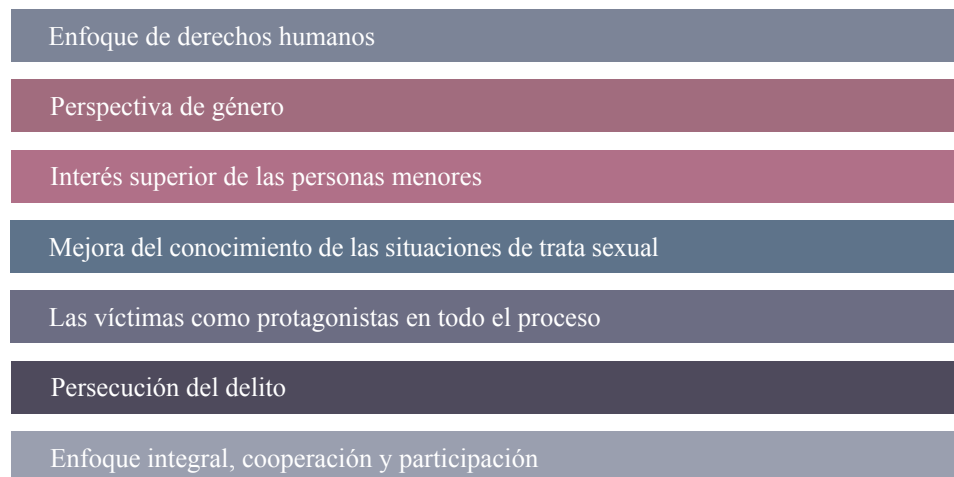 Enfoque de derechos humanos
Perspectiva de género
Interés superior de las personas menores
Mejora del conocimiento de las situaciones de trata sexual
Las víctimas como protagonistas en todo el proceso
Persecución del delito
Enfoque integral, cooperación y participación